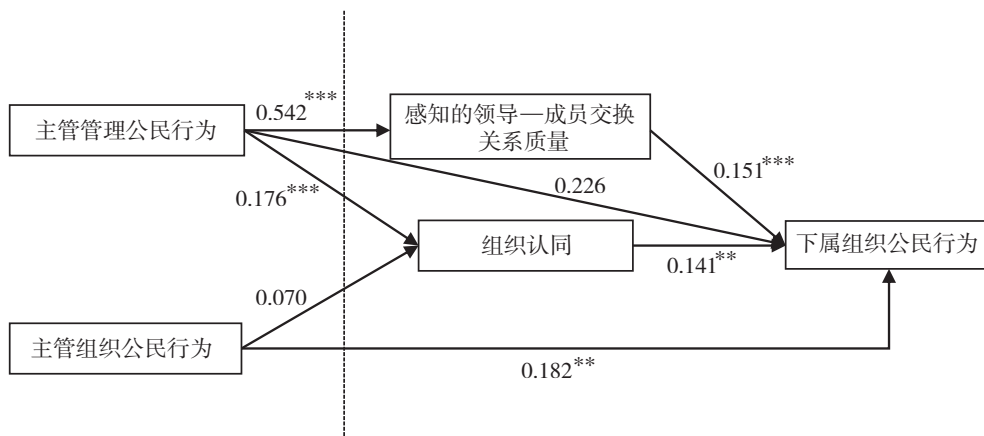 0.542***
感知的领导—成员交换
关系质量
主管管理公民行为
0.151***
0.226
0.176***
组织认同
0.141**
下属组织公民行为
0.070
主管组织公民行为
0.182**